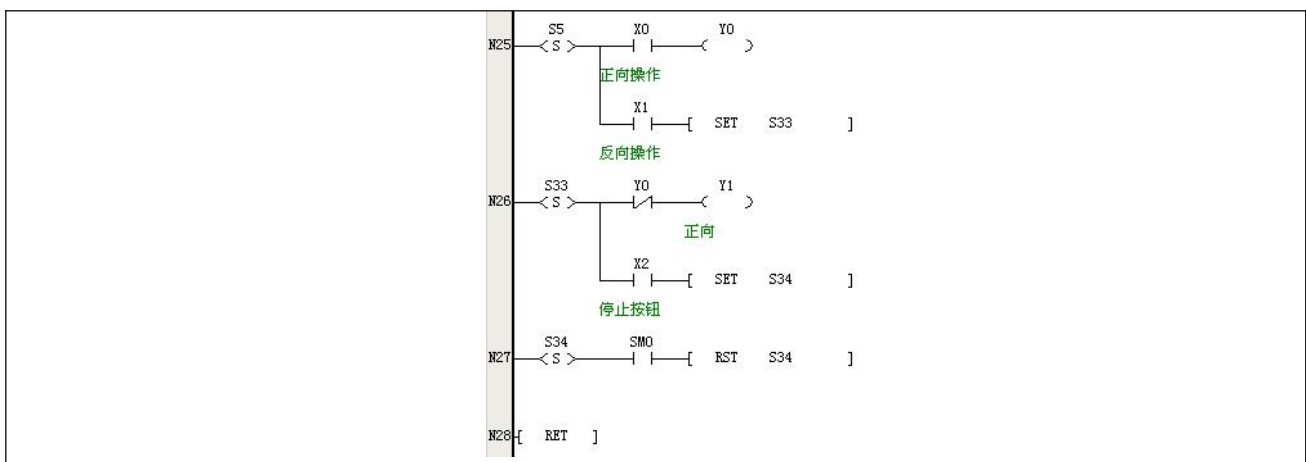 S5 X0 Y0
N25 < S > ( )
正向操作
X1
[ SET S33 ]
反向操作
S33 Y0 Y1
N26 < S > ( )
正向
X2
[ SET S34 ]
停止按钮
S34 SM0
N27 < S > [ RST S34 ]
N28 [ RET ]